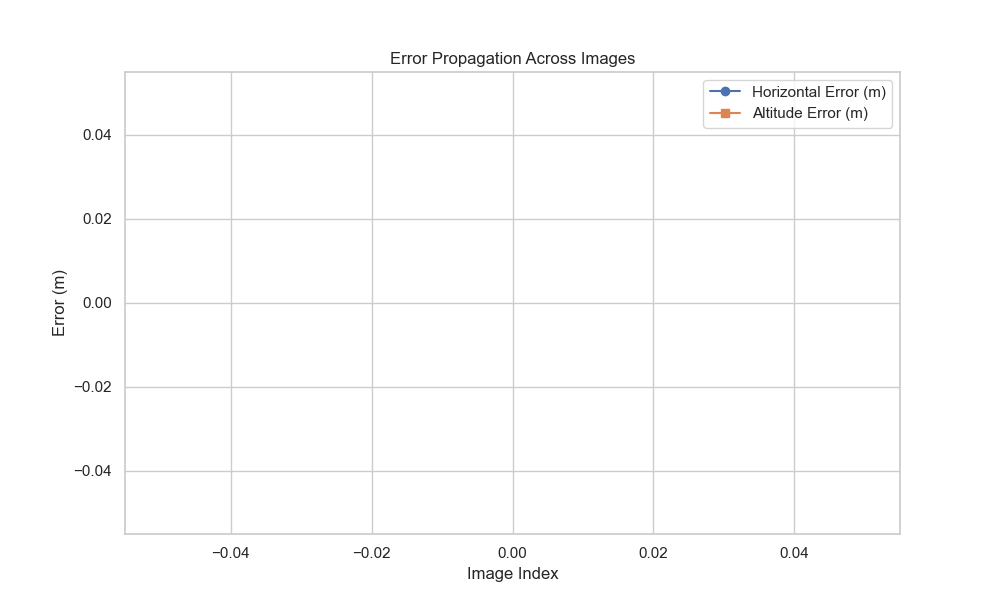 Error Propagation Across Images
Horizontal Error (m)
Altitude Error (m)
0.04
0.02
0.00
−0.02
−0.04
Error (m)
−0.04
−0.02
0.00
0.02
0.04
Image Index